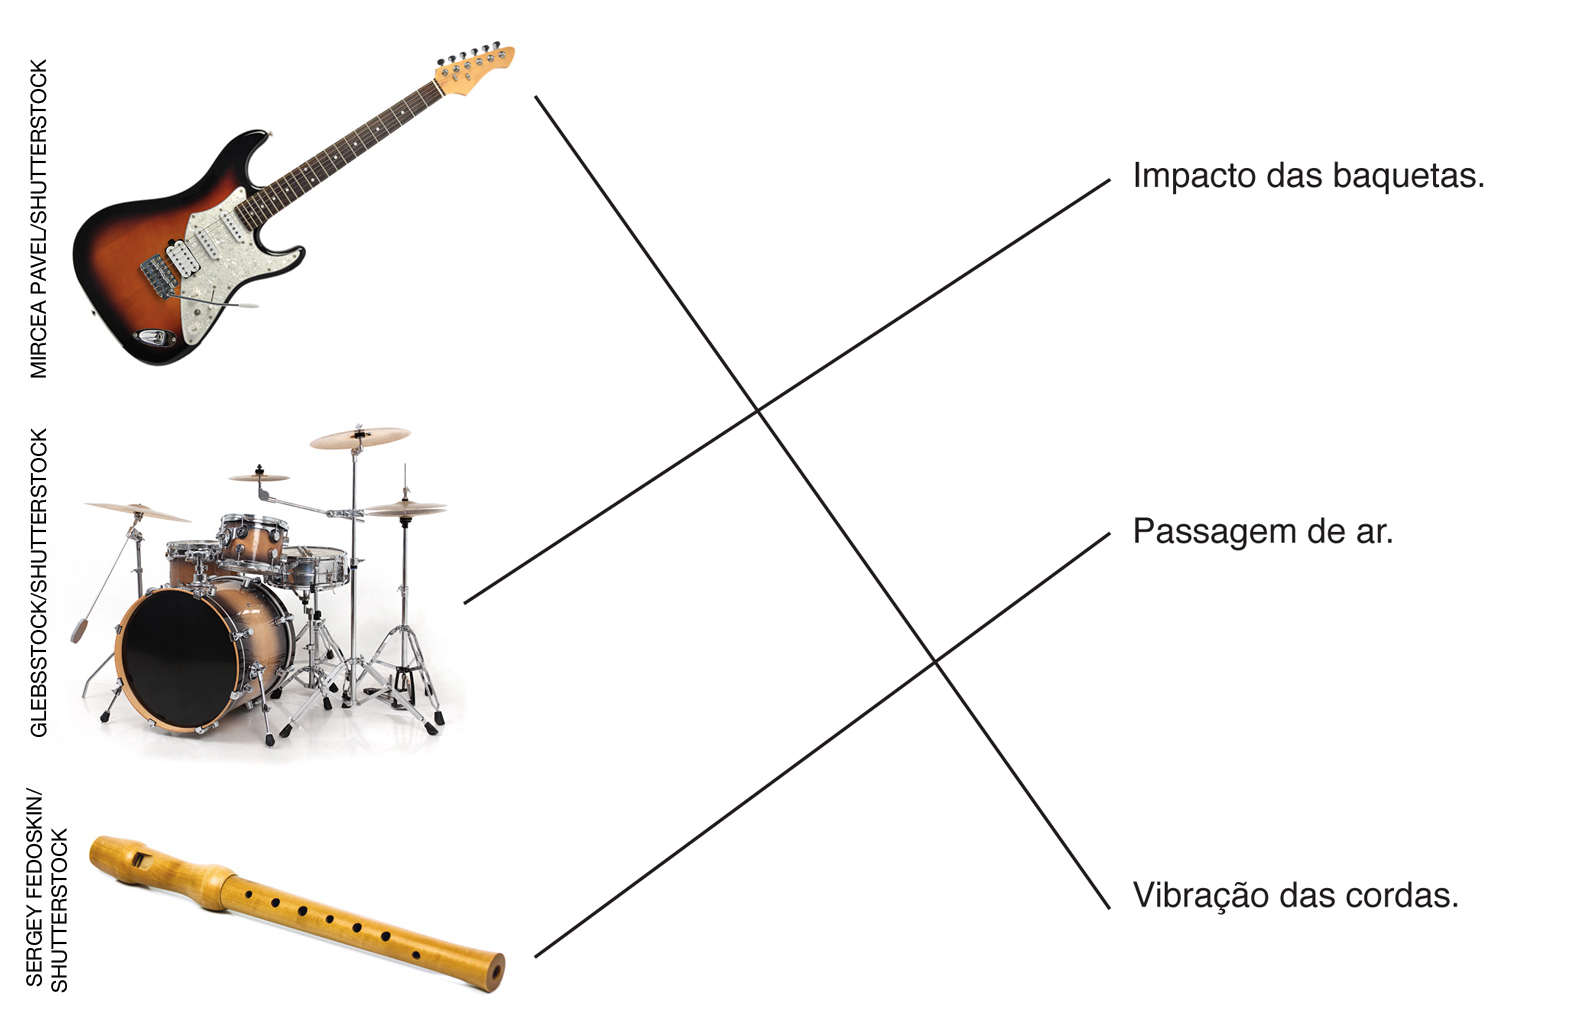 MIRCEA PAVEL/SHUTTERSTOCK
Impacto das baquetas.
GLEBSSTOCK/SHUTTERSTOCK
Passagem de ar.
SERGEY FEDOSKIN/
SHUTTERSTOCK
Vibração das cordas.